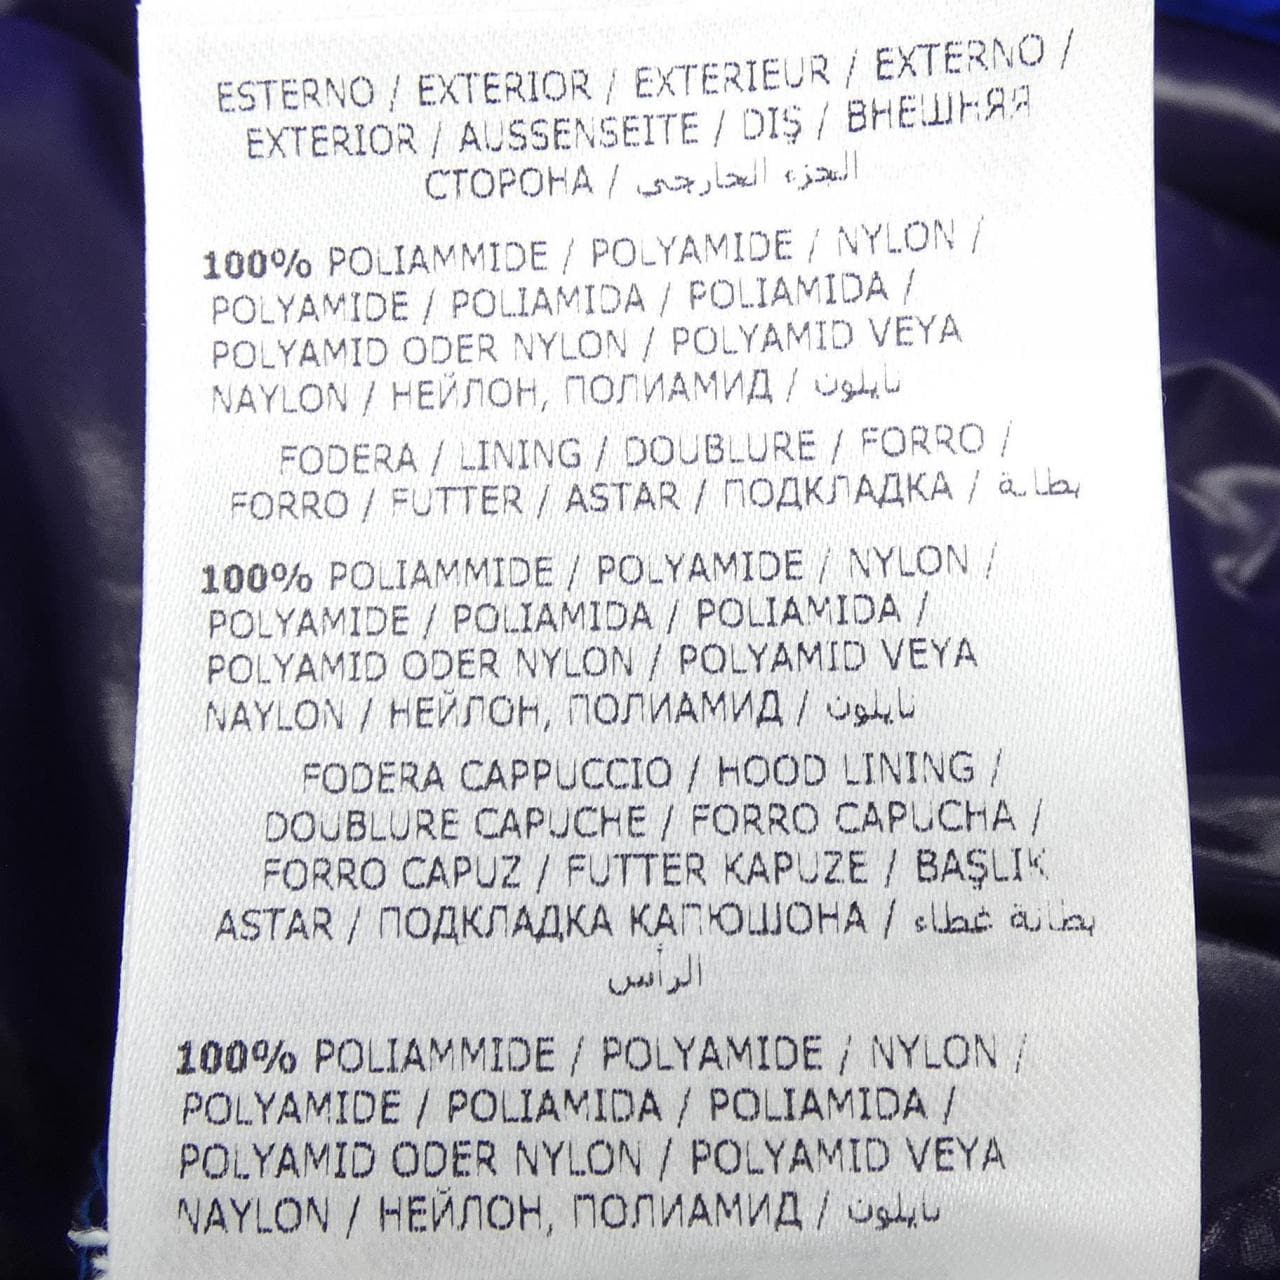 ESTERNO / EXTERIOR / EXTERIEUR / EXTERNO /
EXTERIOR / AUSSENSEITE / DIŞ / ВНЕШНЯЯ
СТОРОНА / الجزء الخارجي
100% POLIAMMIDE / POLYAMIDE / NYLON /
POLYAMIDE / POLIAMIDA / POLIAMIDA /
POLYAMID ODER NYLON / POLYAMID VEYA
NAYLON / НЕЙЛОН, ПОЛИАМИД / نايلون
FODERA / LINING / DOUBLURE / FORRO /
FORRO / FUTTER / ASTAR / ПОДКЛАДКА / بطانة
100% POLIAMMIDE / POLYAMIDE / NYLON /
POLYAMIDE / POLIAMIDA / POLIAMIDA /
POLYAMID ODER NYLON / POLYAMID VEYA
NAYLON / НЕЙЛОН, ПОЛИАМИД / نايلون
FODERA CAPPUCCIO / HOOD LINING /
DOUBLURE CAPUCHE / FORRO CAPUCHA /
FORRO CAPUZ / FUTTER KAPUZE / BAŞLIK
ASTAR / ПОДКЛАДКА КАПЮШОНА / بطانة غطاء
الرأس
100% POLIAMMIDE / POLYAMIDE / NYLON /
POLYAMIDE / POLIAMIDA / POLIAMIDA /
POLYAMID ODER NYLON / POLYAMID VEYA
NAYLON / НЕЙЛОН, ПОЛИАМИД / نايلون